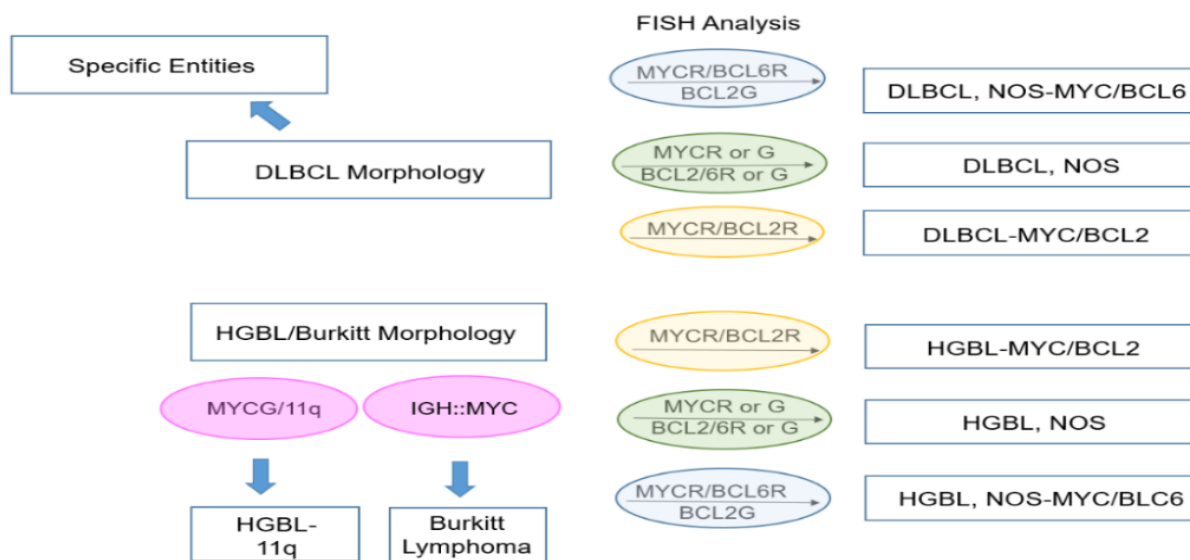 FISH Analysis
Specific Entities
MYCR/BCL6R
BCL2G
DLBCL, NOS-MYC/BCL6
DLBCL Morphology
MYCR or G
BCL2/6R or G
DLBCL, NOS
MYCR/BCL2R
DLBCL-MYC/BCL2
HGBL/Burkitt Morphology
MYCR/BCL2R
HGBL-MYC/BCL2
MYCG/11q
IGH::MYC
MYCR or G
BCL2/6R or G
HGBL, NOS
MYCR/BCL6R
BCL2G
HGBL, NOS-MYC/BLC6
HGBL-
11q
Burkitt
Lymphoma